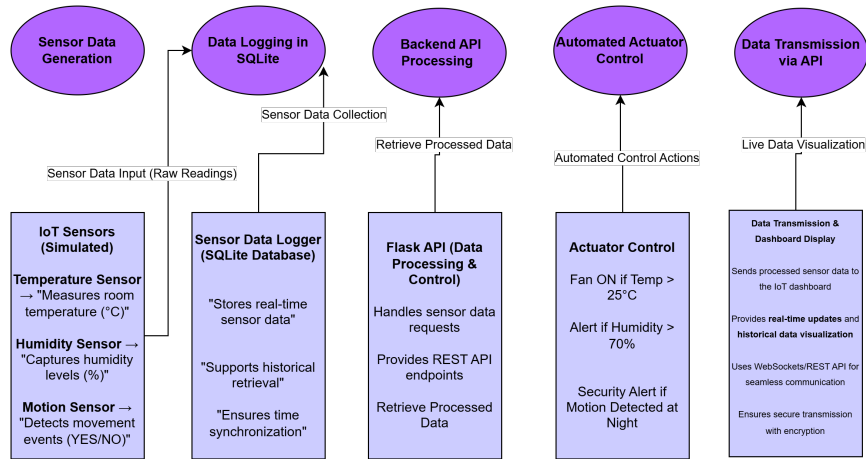 Sensor Data
Generation
Data Logging in
SQLite
Backend API
Processing
Automated Actuator
Control
Data Transmission
via API
Sensor Data Collection
Retrieve Processed Data
Live Data Visualization
Automated Control Actions
Sensor Data Input (Raw Readings)
IoT Sensors
(Simulated)
Temperature Sensor
→ "Measures room
temperature (°C)"
Humidity Sensor →
"Captures humidity
levels (%)"
Motion Sensor →
"Detects movement
events (YES/NO)"
Sensor Data Logger
(SQLite Database)
"Stores real-time
sensor data"
"Supports historical
retrieval"
"Ensures time
synchronization"
Flask API (Data
Processing &
Control)
Handles sensor data
requests
Provides REST API
endpoints
Retrieve Processed
Data
Actuator Control
Fan ON if Temp >
25°C
Alert if Humidity >
70%
Security Alert if
Motion Detected at
Night
Data Transmission &
Dashboard Display
Sends processed sensor data to
the IoT dashboard
Provides real-time updates and
historical data visualization
Uses WebSockets/REST API for
seamless communication
Ensures secure transmission
with encryption